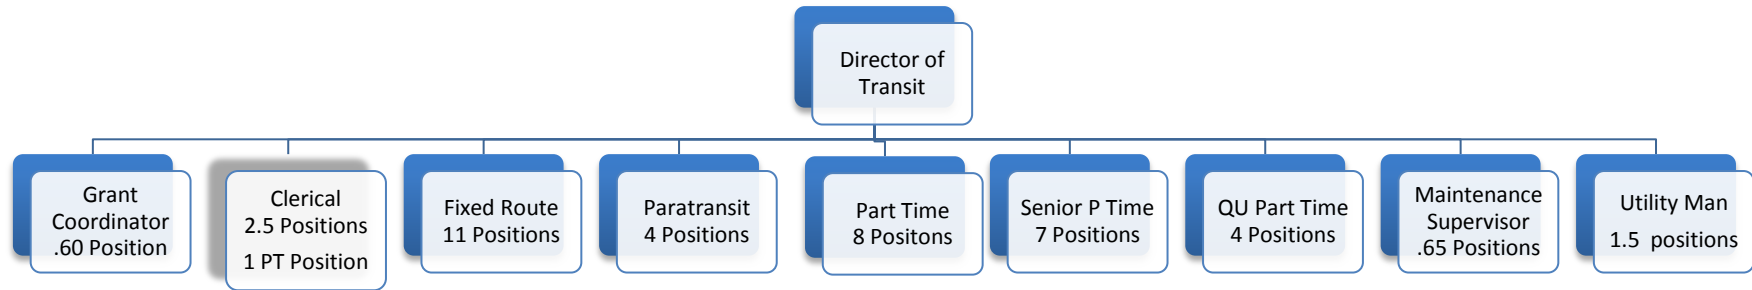 Director of
Transit
Grant
Coordinator
.60 Position
Clerical
2.5 Positions
1 PT Position
Fixed Route
11 Positions
Paratransit
4 Positions
Part Time
8 Positons
Senior P Time
7 Positions
QU Part Time
4 Positions
Maintenance
Supervisor
.65 Positions
Utility Man
1.5 positions